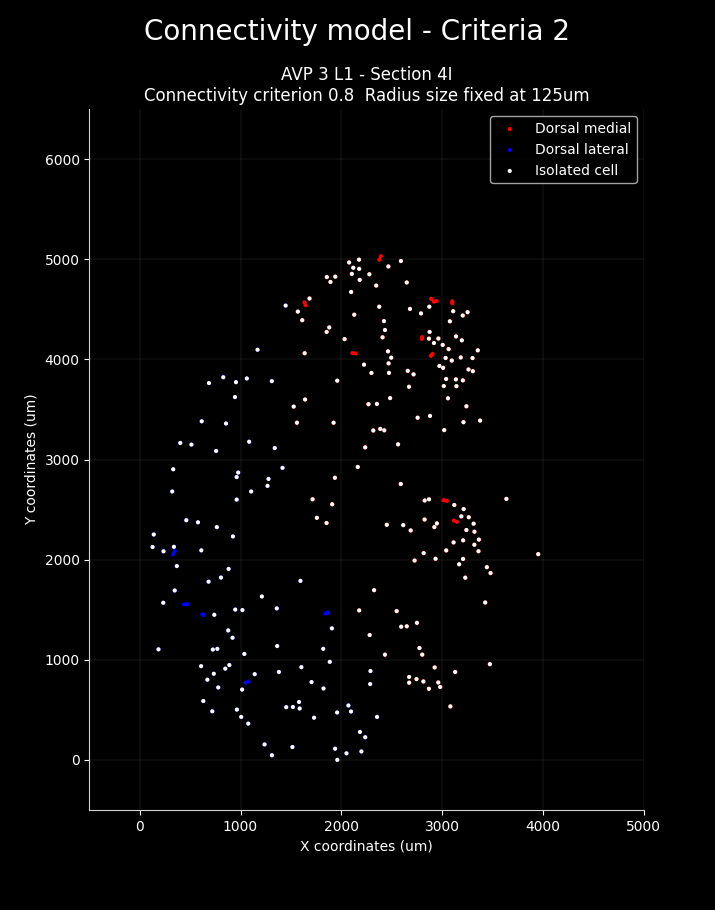 Connectivity model - Criteria 2
AVP 3 L1 - Section 4I
Connectivity criterion 0.8  Radius size fixed at 125um
Dorsal medial
Dorsal lateral
Isolated cell
6000
5000
4000
3000
2000
1000
0
Y coordinates (um)
0
1000
2000
3000
4000
5000
X coordinates (um)